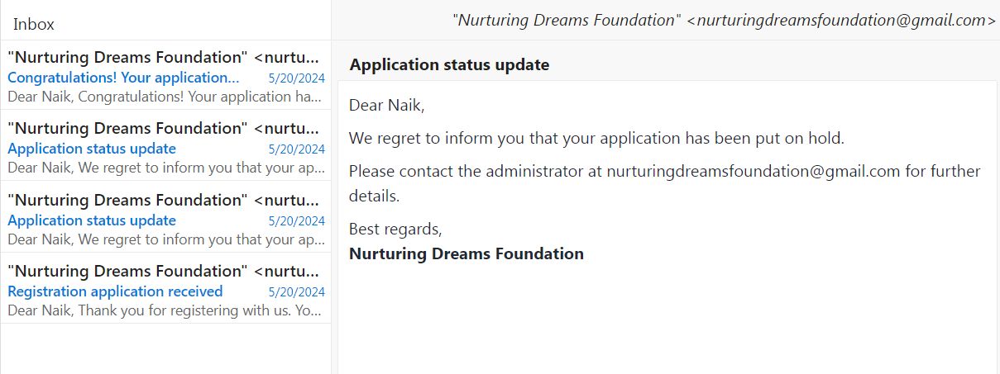 Inbox
"Nurturing Dreams Foundation" <nurtu...
Congratulations! Your application... 5/20/2024
Dear Naik, Congratulations! Your application ha...
"Nurturing Dreams Foundation" <nurtu...
Application status update 5/20/2024
Dear Naik, We regret to inform you that your ap...
"Nurturing Dreams Foundation" <nurtu...
Application status update 5/20/2024
Dear Naik, We regret to inform you that your ap...
"Nurturing Dreams Foundation" <nurtu...
Registration application received 5/20/2024
Dear Naik, Thank you for registering with us. Yo...
"Nurturing Dreams Foundation" <nurturingdreamsfoundation@gmail.com>
Application status update
Dear Naik,
We regret to inform you that your application has been put on hold.
Please contact the administrator at nurturingdreamsfoundation@gmail.com for further
details.
Best regards,
Nurturing Dreams Foundation